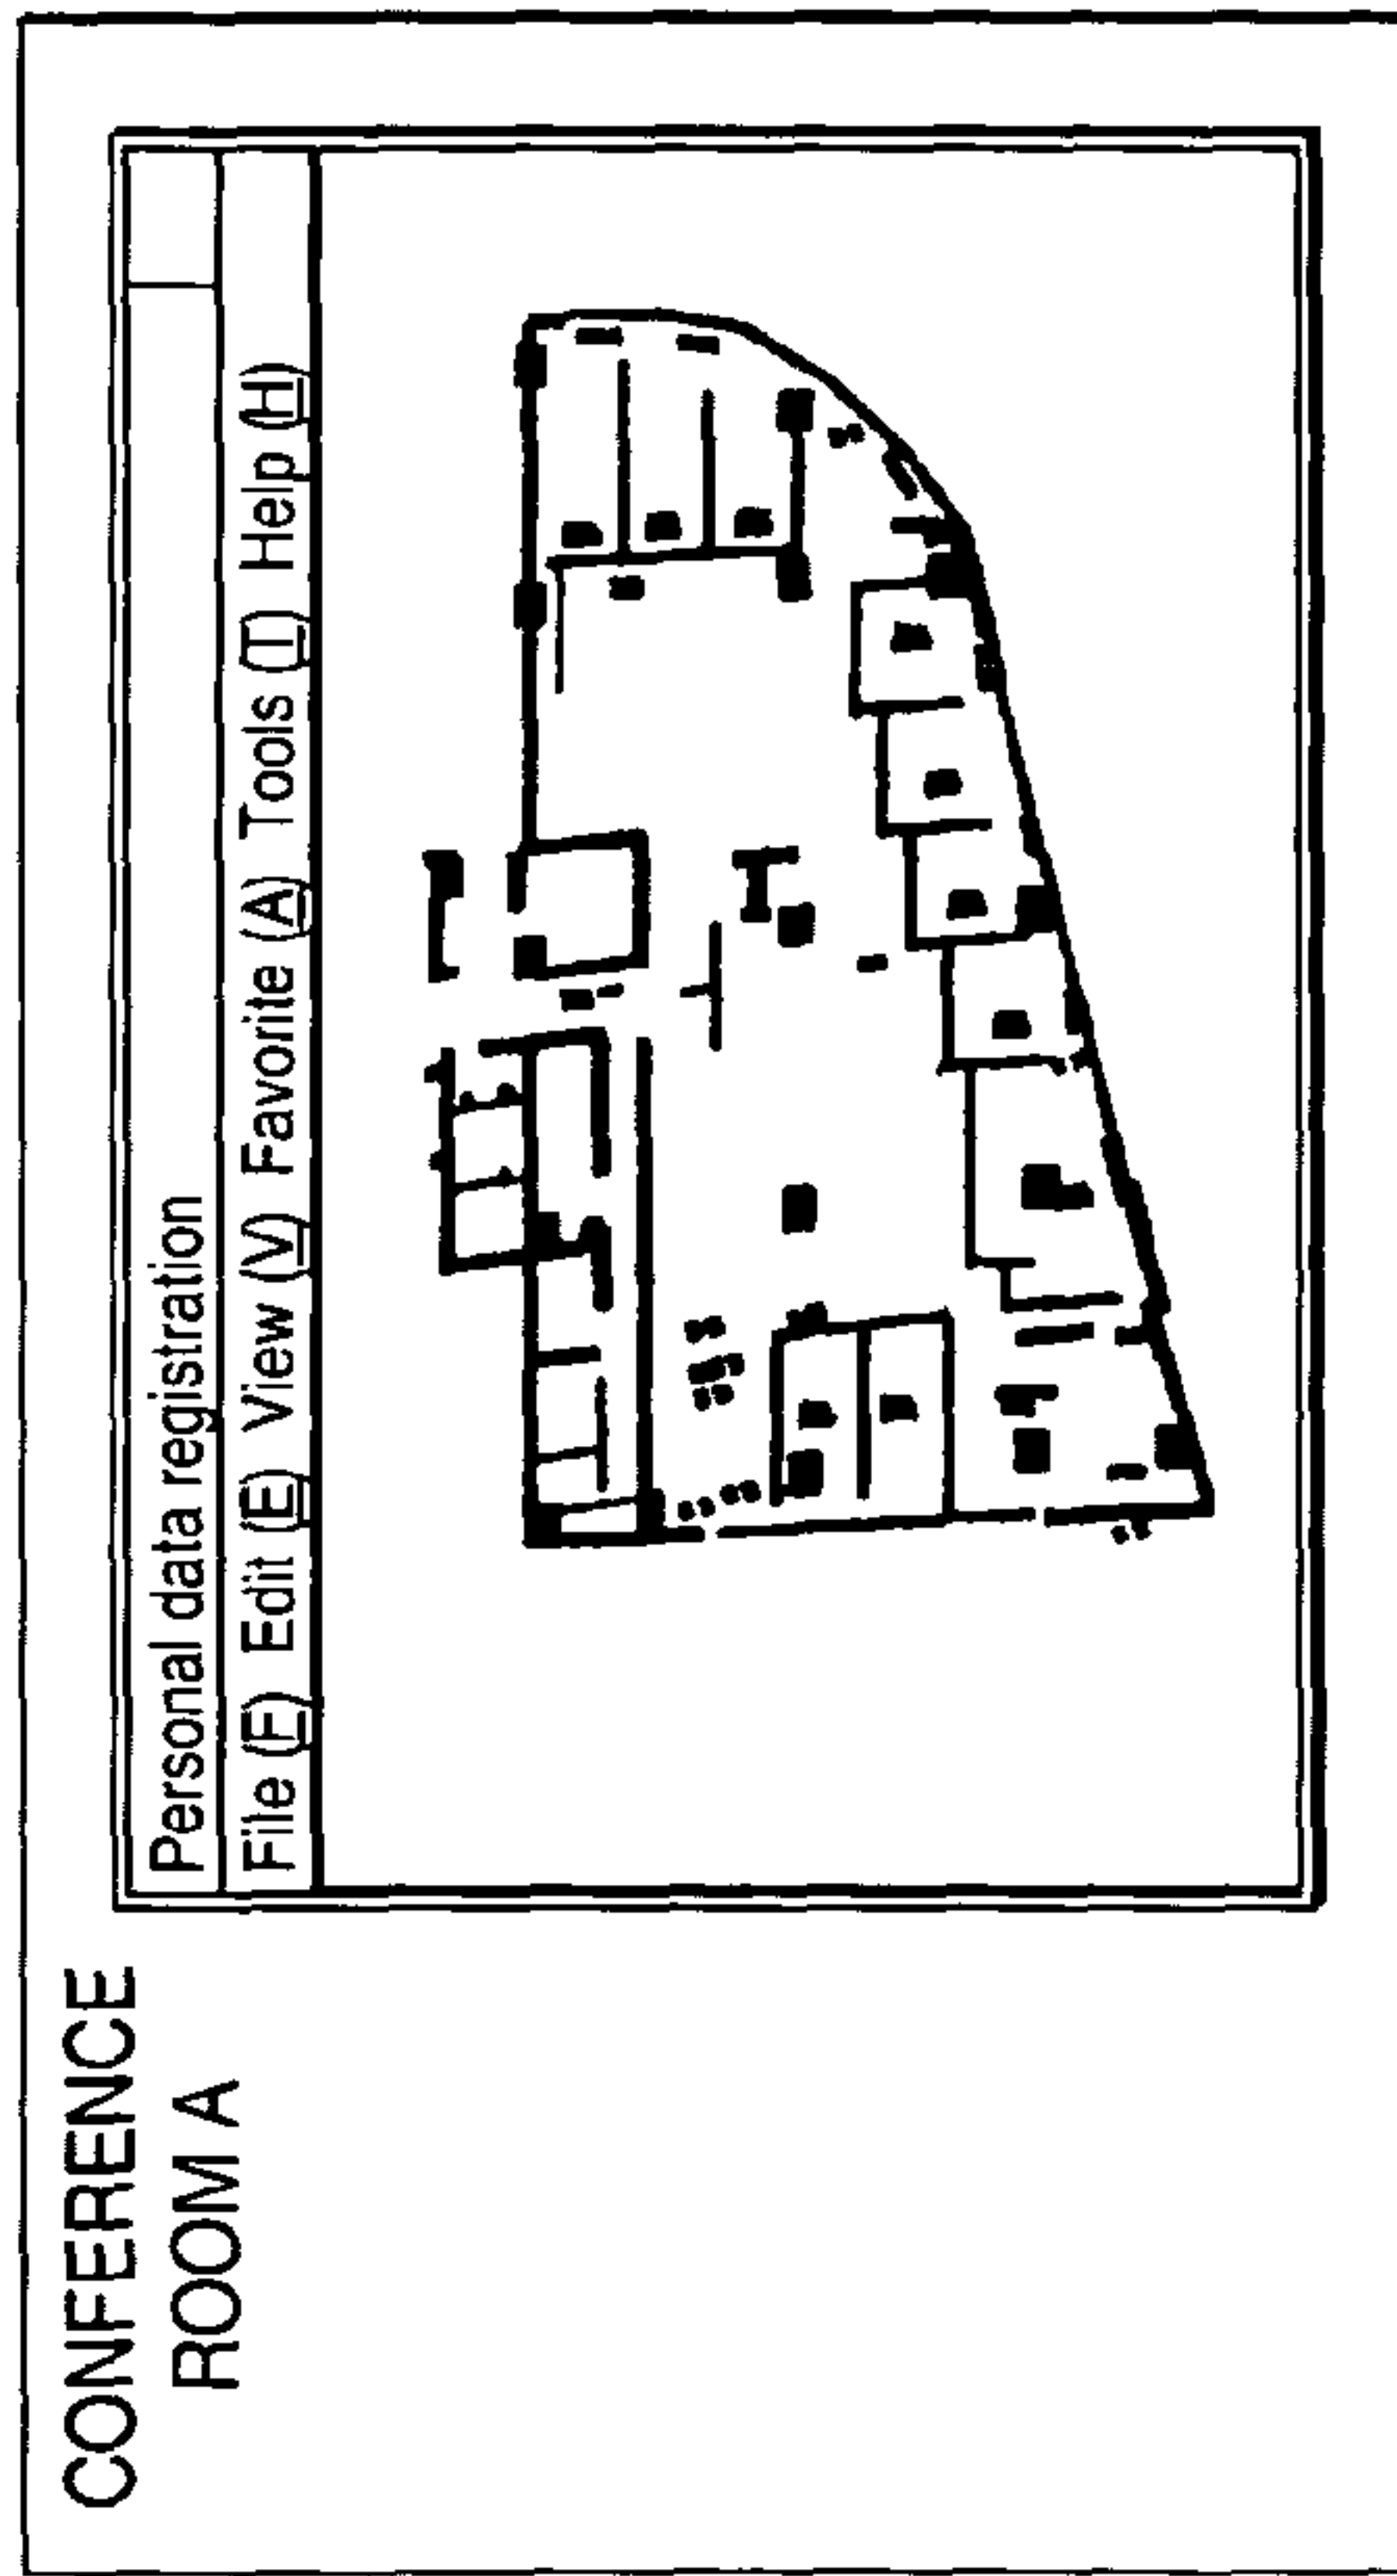 CONFERENCE
ROOM A
Personal data registration
File (F) Edit (E) View (V) Favorite (A) Tools (T) Help (H)